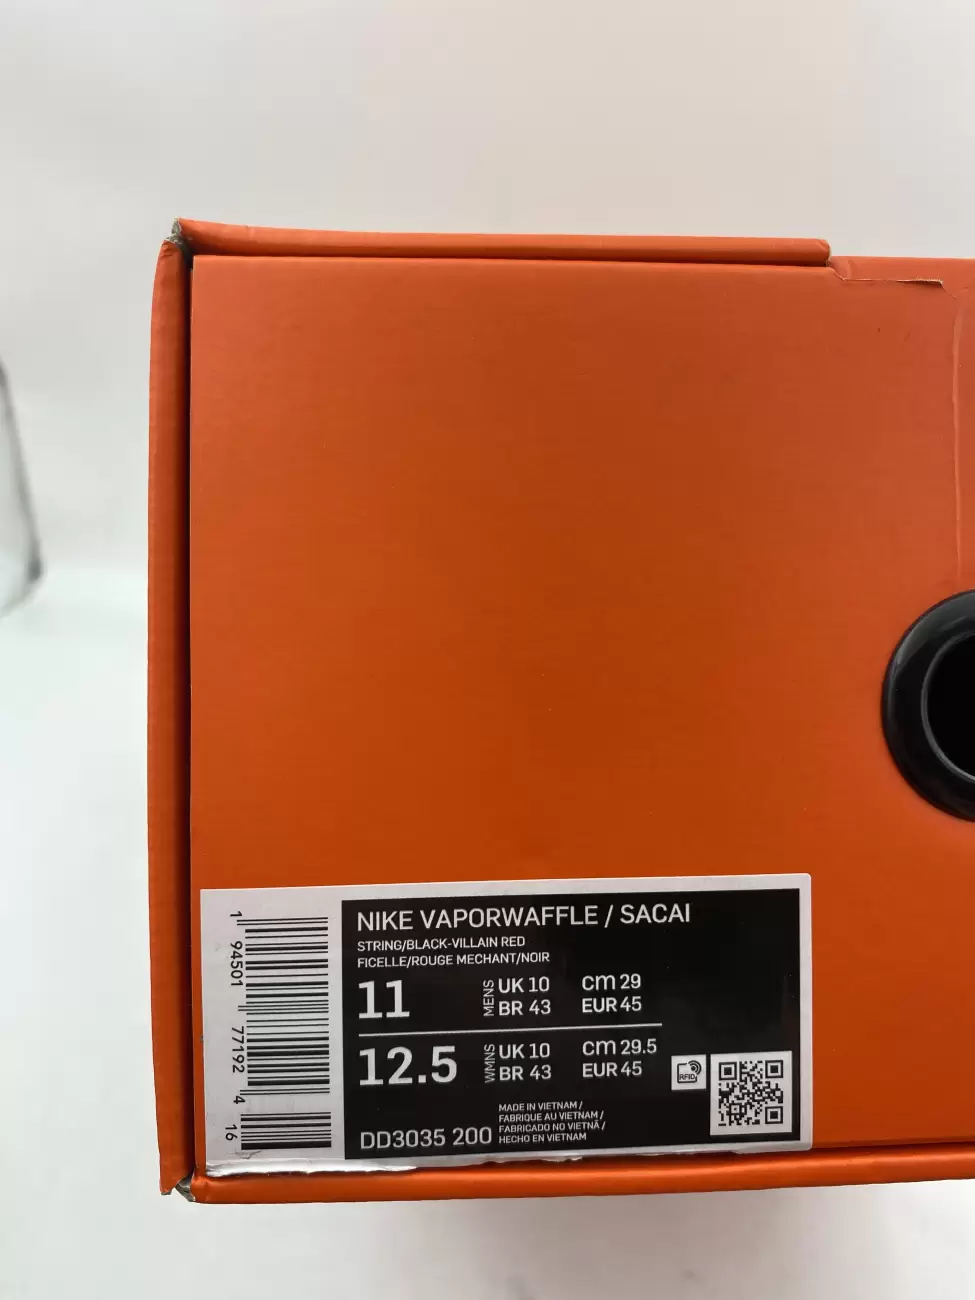 NIKE VAPORWAFFLE / SACAI
STRING/BLACK-VILLAIN RED
FICELLE/ROUGE MECHANT/NOIR
11
MENS
UK 10
cm 29
BR 43
EUR 45
12.5
WMNS
UK 10
cm 29.5
BR 43
EUR 45
RFID
DD3035 200
MADE IN VIETNAM /
FABRIQUE AU VIETNAM /
FABRICADO NO VIETNÃ /
HECHO EN VIETNAM
1 94501 77192 4 16